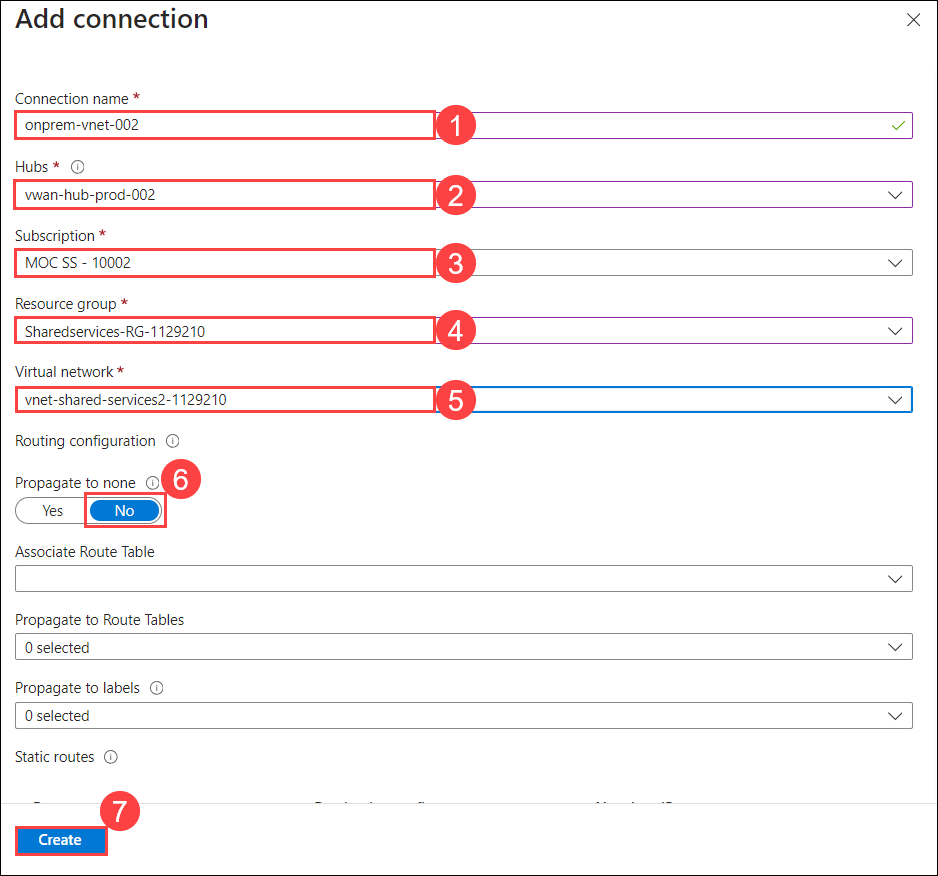 Add connection
Connection name *
onprem-vnet-002
1
Hubs *
vwan-hub-prod-002
2
Subscription *
MOC SS - 10002
3
Resource group *
Sharedservices-RG-1129210
4
Virtual network *
vnet-shared-services2-1129210
5
Routing configuration
Propagate to none
6
Yes No
Associate Route Table
Propagate to Route Tables
0 selected
Propagate to labels
0 selected
Static routes
7
Create